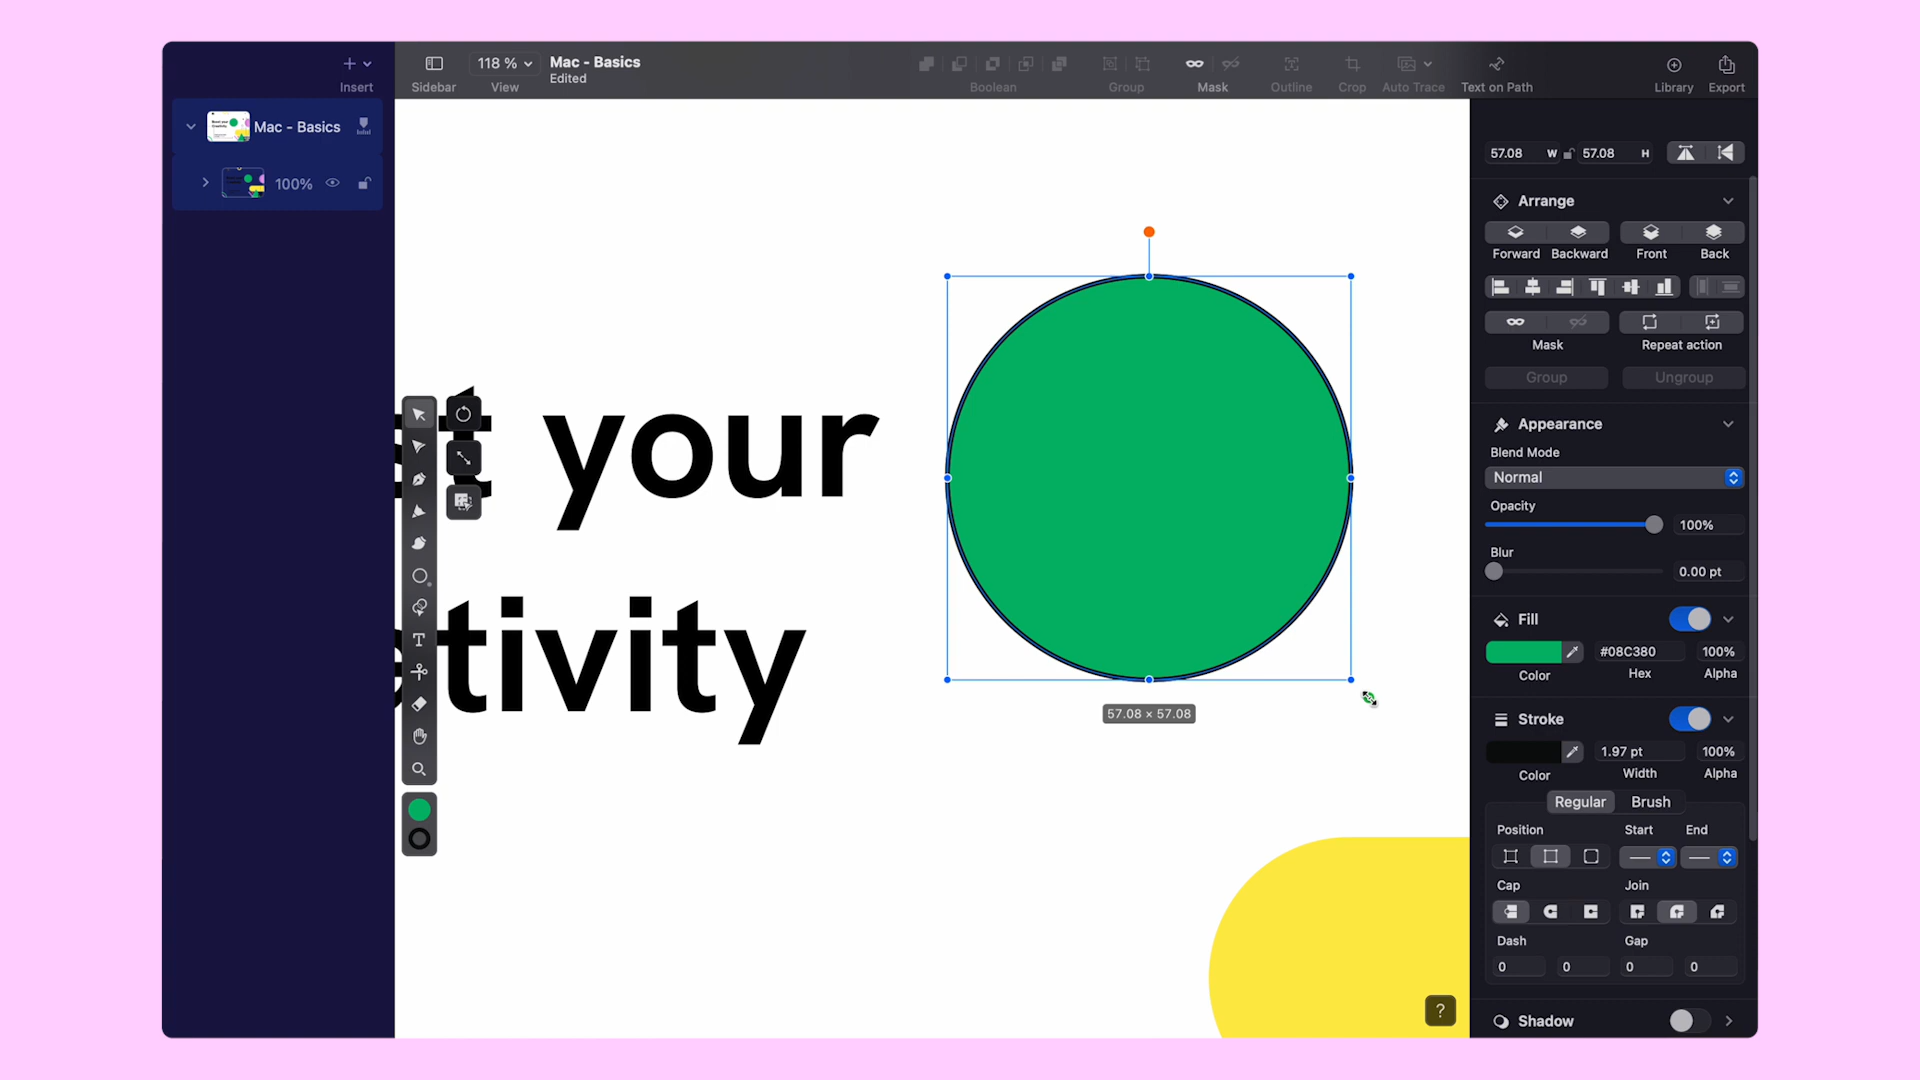 Insert
Sidebar
118 %
View
Mac - Basics
Edited
Boolean
Group
Mask
Outline
Crop
Auto Trace
Text on Path
Library
Export
Mac - Basics
100%
st your
tivity
57.08 × 57.08
?
57.08 W 57.08 H
Arrange
Forward Backward Front Back
Mask Repeat action
Group Ungroup
Appearance
Blend Mode
Normal
Opacity
100%
Blur
0.00 pt
Fill
#08C380 100%
Color Hex Alpha
Stroke
1.97 pt 100%
Color Width Alpha
Regular Brush
Position Start End
Cap Join
Dash Gap
0 0 0 0
Shadow